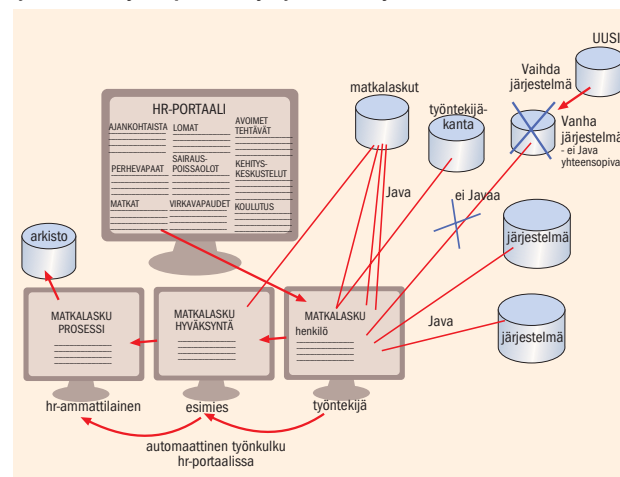 UUSI
Vaihda
järjestelmä
matkalaskut
työntekijä-
kanta
Vanha
järjestelmä
- ei Java
yhteensopiva
HR-PORTAALI
AJANKOHTAISTA
LOMAT
AVOIMET
TEHTÄVÄT
PERHEVAPAAT
SAIRAUS-
POISSAOLOT
KEHITYS-
KESKUSTELUT
MATKAT
VIRKAVAPAUDET
KOULUTUS
Java
ei Javaa
arkisto
järjestelmä
MATKALASKU
PROSESSI
MATKALASKU
HYVÄKSYNTÄ
MATKALASKU
henkilö
Java
järjestelmä
hr-ammattilainen
esimies
työntekijä
automaattinen työnkulku
hr-portaalissa